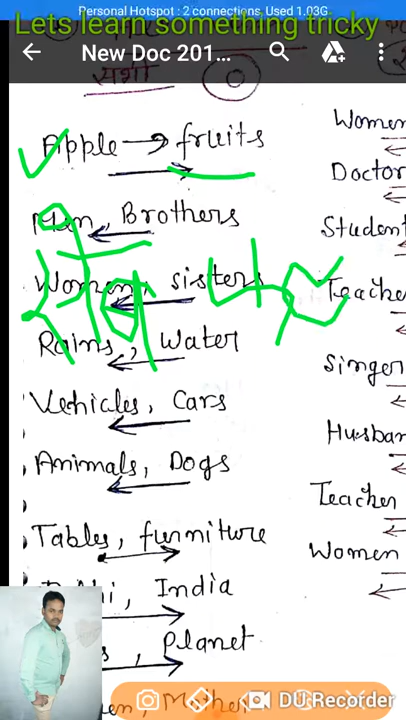 Personal Hotspot : 2 connections, Used 1.03G
Lets learn something tricky
New Doc 201...
संज्ञा
Apple → fruits
Men, Brothers
Women, sisters
Rains, Water
Vehicles, Cars
Animals, Dogs
Tables, furniture
India
, Planet
Women
Doctor
Student
Teacher
Singer
Husban
Teacher
Women
DU Recorder